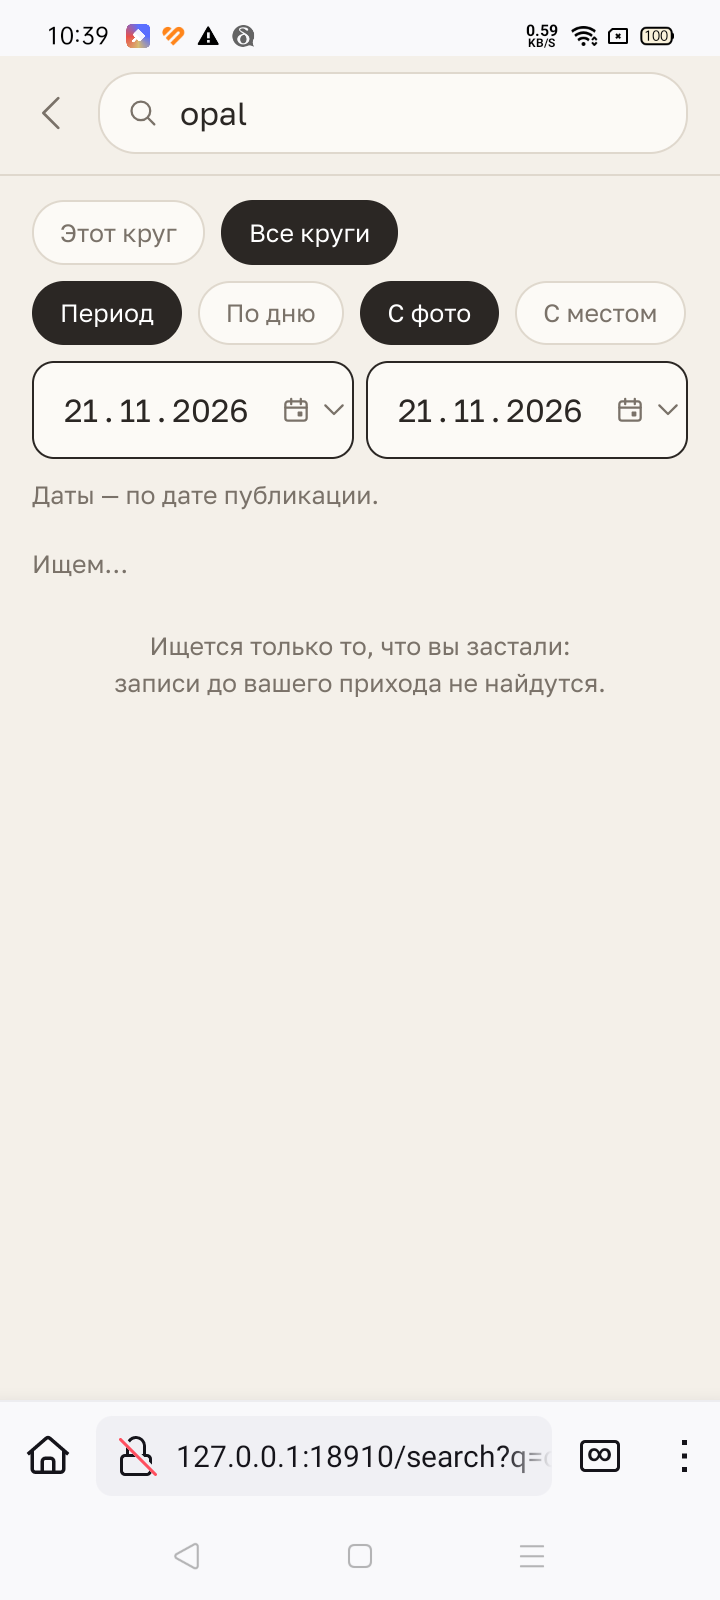 10:39
0.59
KB/S
100
opal
Этот круг
Все круги
Период
По дню
С фото
С местом
21.11.2026
21.11.2026
Даты — по дате публикации.
Ищем...
Ищется только то, что вы застали:
записи до вашего прихода не найдутся.
127.0.0.1:18910/search?q=